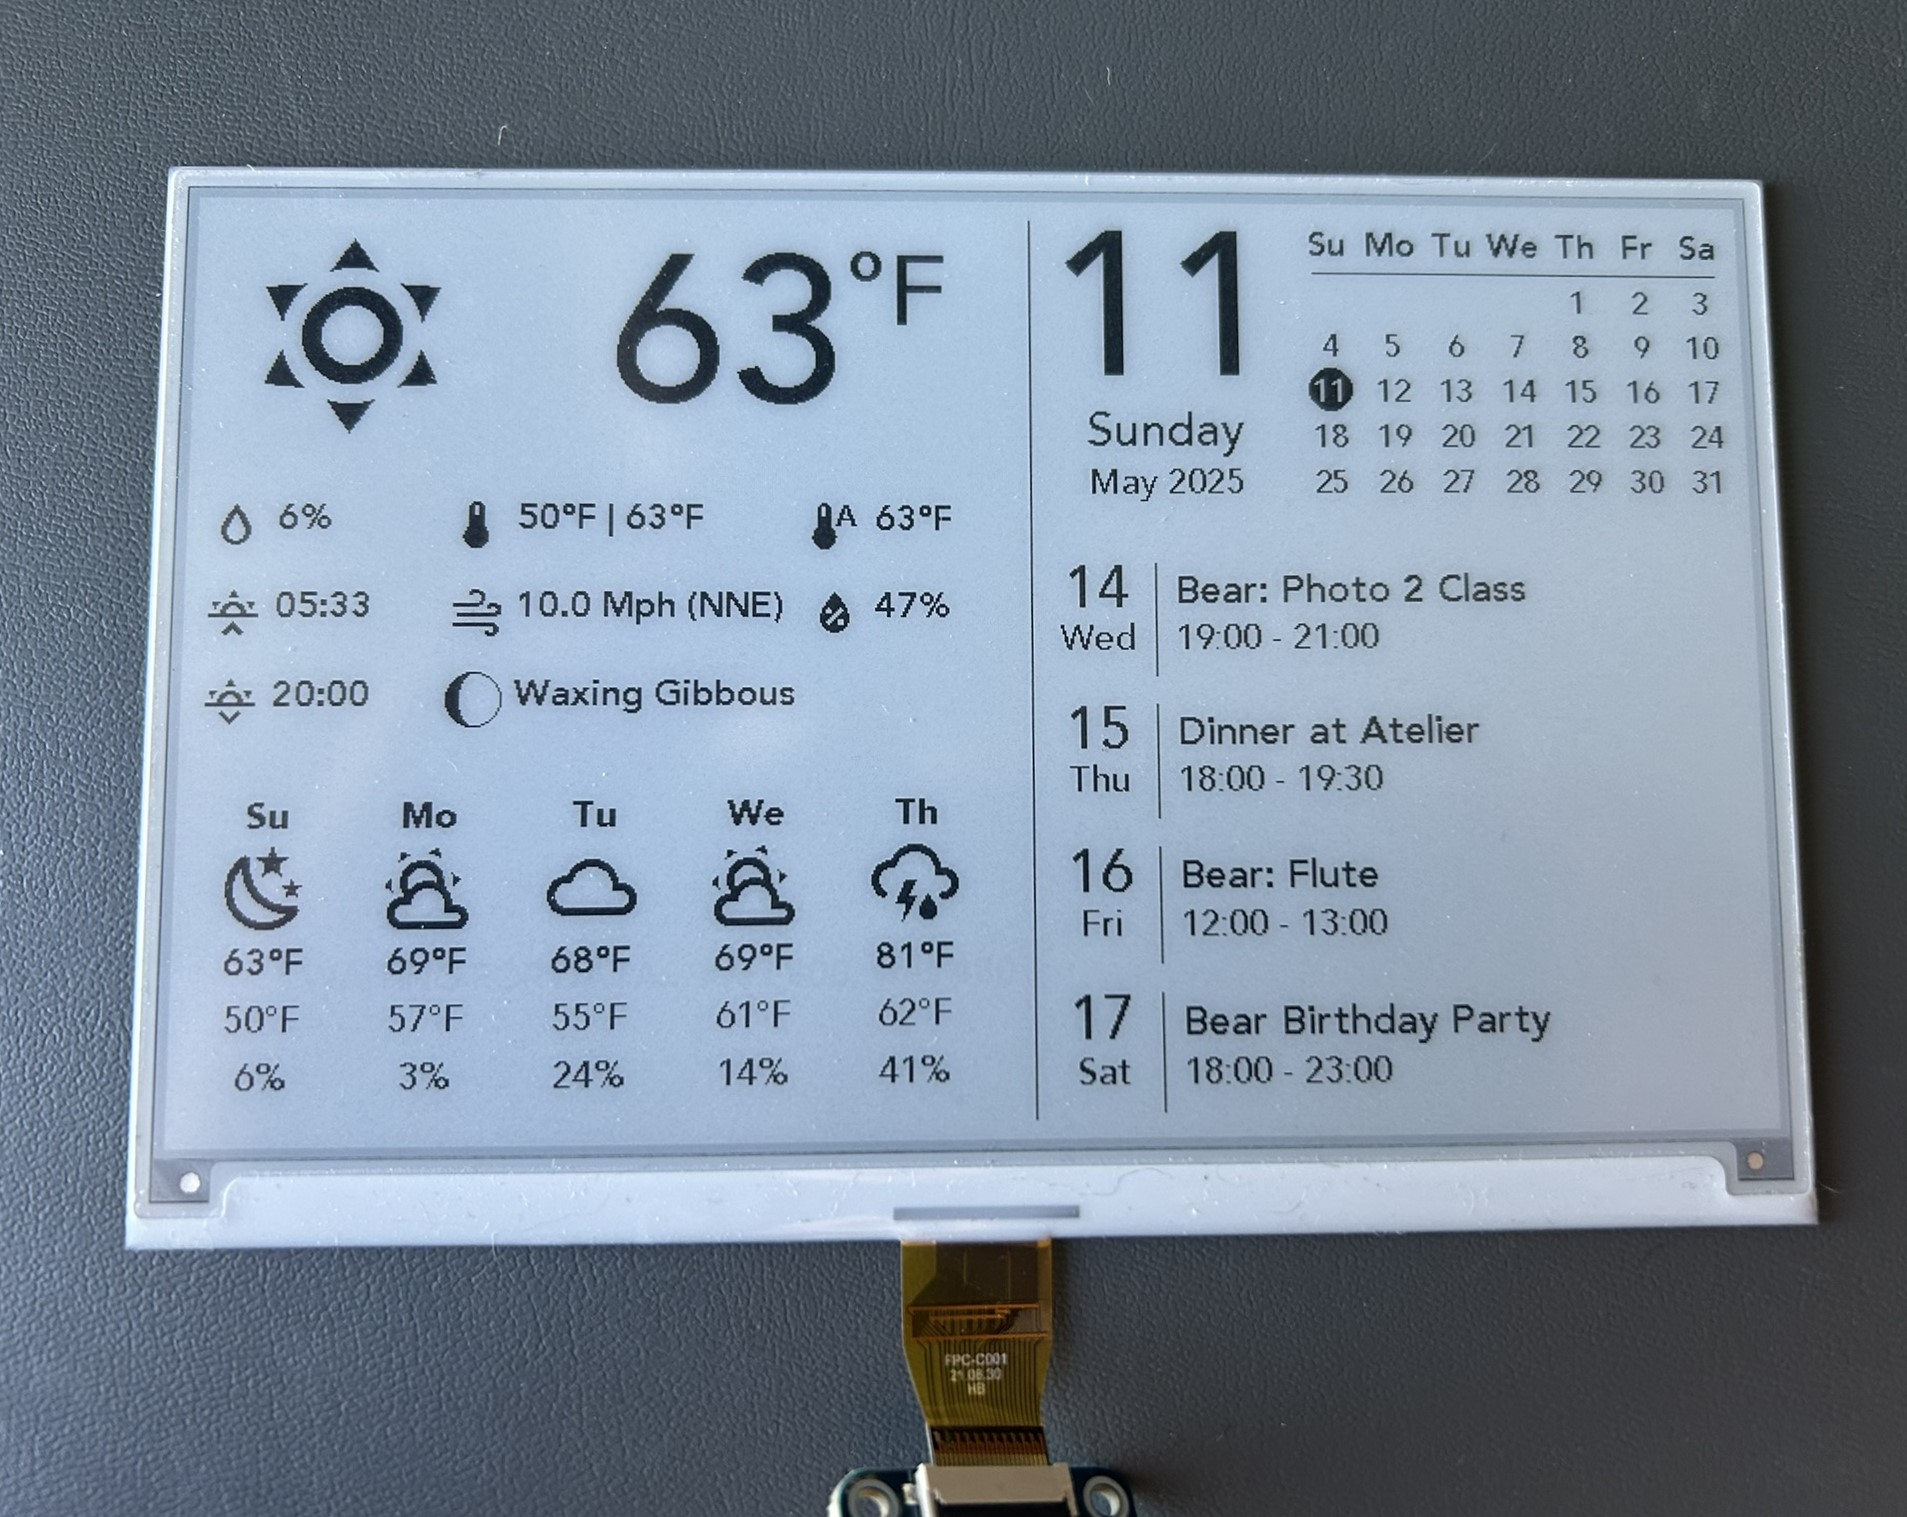 63°F
6%
50°F | 63°F
A 63°F
05:33
10.0 Mph (NNE)
47%
20:00
Waxing Gibbous
Su Mo Tu We Th
63°F 69°F 68°F 69°F 81°F
50°F 57°F 55°F 61°F 62°F
6% 3% 24% 14% 41%
11
Sunday
May 2025
Su Mo Tu We Th Fr Sa
1 2 3
4 5 6 7 8 9 10
11 12 13 14 15 16 17
18 19 20 21 22 23 24
25 26 27 28 29 30 31
14
Wed
Bear: Photo 2 Class
19:00 - 21:00
15
Thu
Dinner at Atelier
18:00 - 19:30
16
Fri
Bear: Flute
12:00 - 13:00
17
Sat
Bear Birthday Party
18:00 - 23:00
FPC-C001
21.08.30
HB